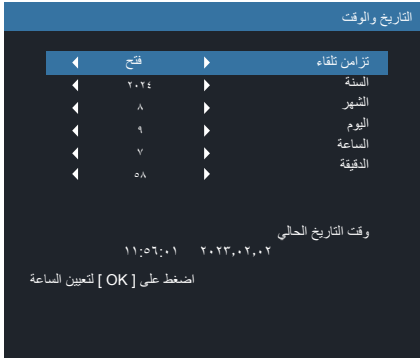 التاريخ والوقت
تزامن تلقاء فتح
السنة ٢٠٢٤
الشهر ٨
اليوم ٩
الساعة ٧
الدقيقة ٥٨
وقت التاريخ الحالي
٢٠٢٣,٠٢,٠٢ ١١:٥٦:٠١
اضغط على [ OK ] لتعيين الساعة